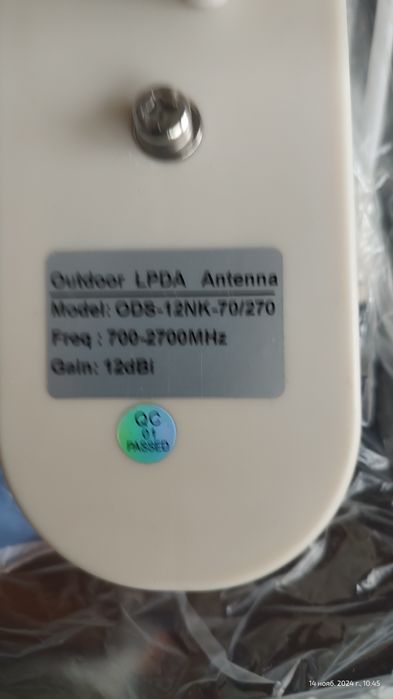 Outdoor LPDA Antenna
Model: ODS-12NK-70/270
Freq : 700-2700MHz
Gain: 12dBi
QC
01
PASSED
14 нояб. 2024 г., 10:45